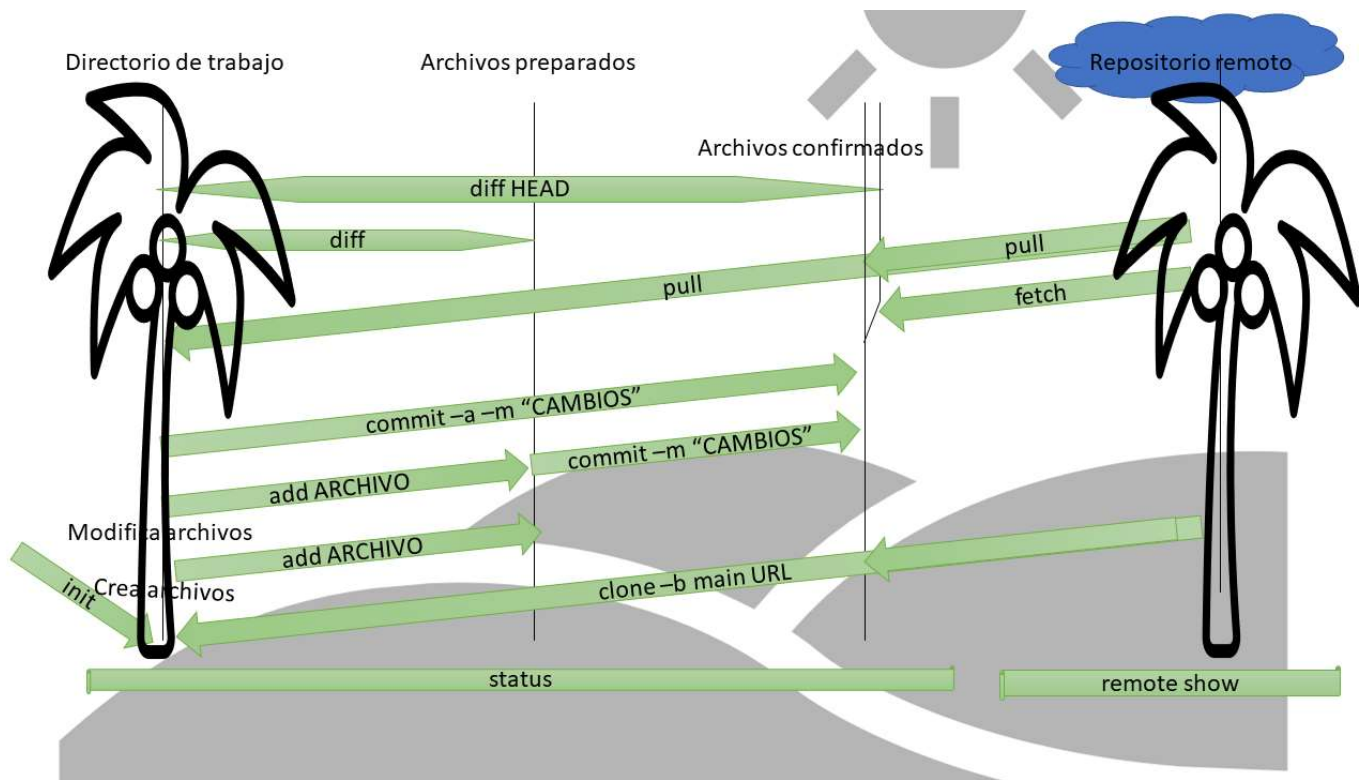 Directorio de trabajo
Archivos preparados
Repositorio remoto
Archivos confirmados
diff HEAD
diff
pull
pull
fetch
commit –a –m “CAMBIOS”
commit –m “CAMBIOS”
add ARCHIVO
Modifica archivos
add ARCHIVO
Crea archivos
init
clone –b main URL
status
remote show